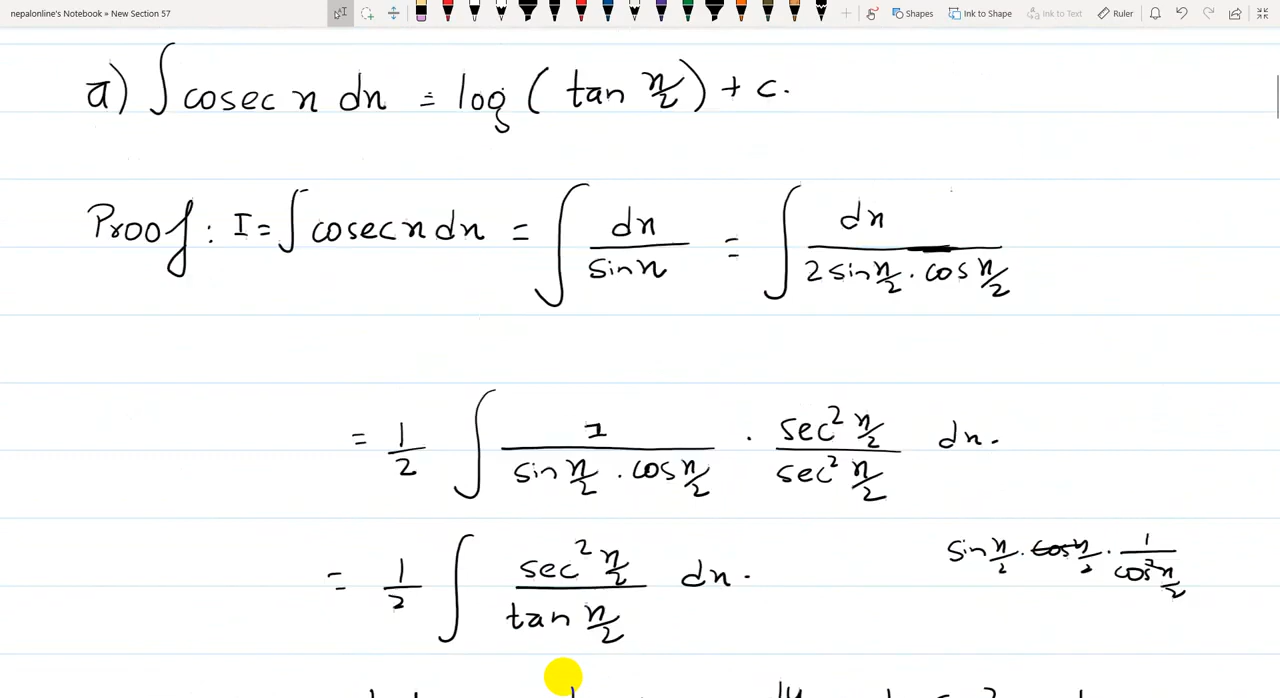 nepalonline's Notebook » New Section 57
Shapes Ink to Shape Ink to Text Ruler
a) ∫ cosec x dx = log (tan x/2) + c.
Proof: I = ∫ cosec x dx = ∫ dx / sin x = ∫ dx / 2 sin x/2 · cos x/2
= 1/2 ∫ 1 / sin x/2 · cos x/2 · sec² x/2 / sec² x/2 dx.
= 1/2 ∫ sec² x/2 / tan x/2 dx.
sin x/2 · cos x/2 · 1 / cos² x/2